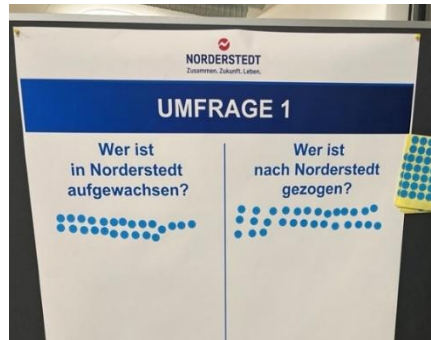 NORDERSTEDT
Zusammen. Zukunft. Leben.
UMFRAGE 1
Wer ist
in Norderstedt
aufgewachsen?
Wer ist
nach Norderstedt
gezogen?